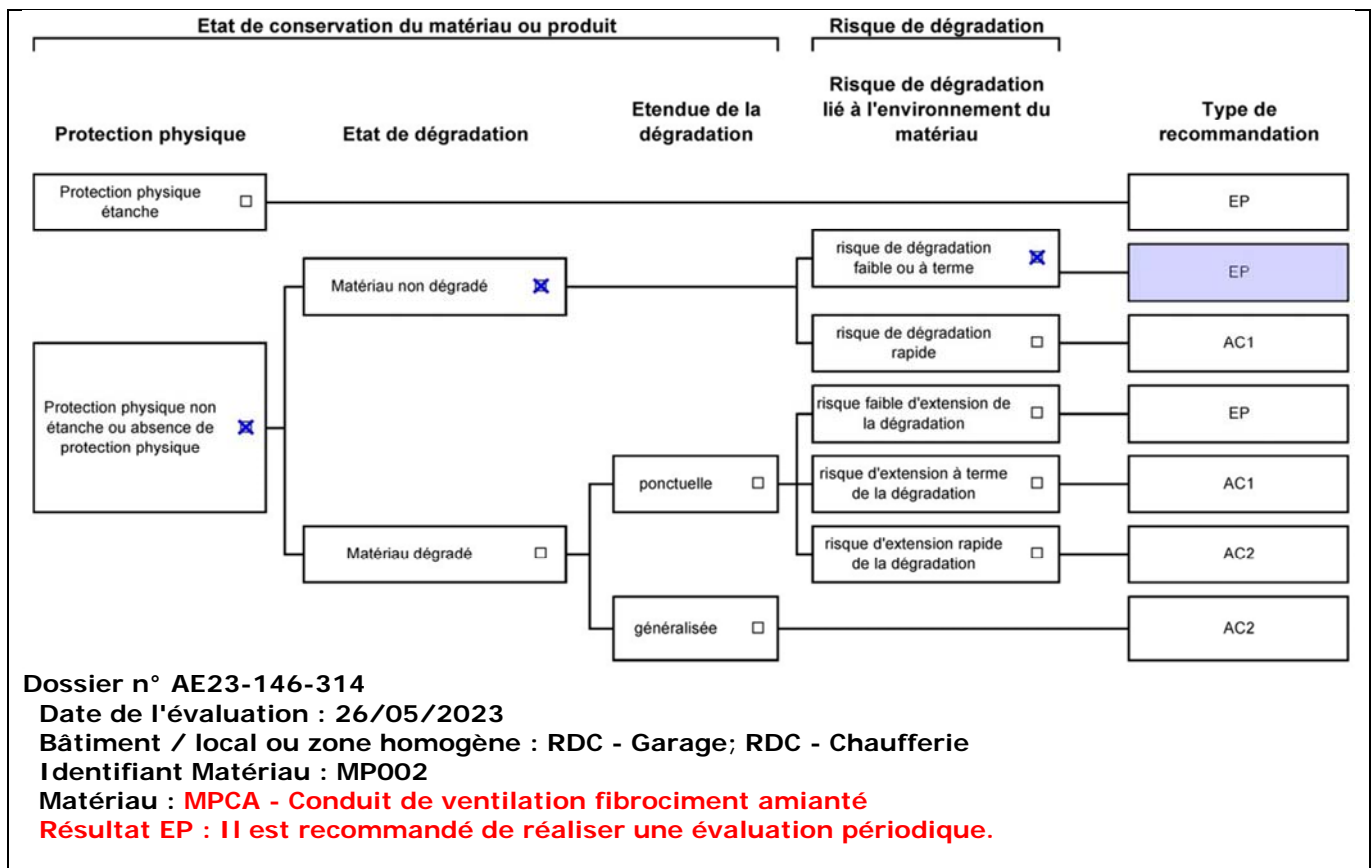 Etat de conservation du matériau ou produit
Risque de dégradation
Protection physique
Etat de dégradation
Etendue de la
dégradation
Risque de dégradation
lié à l'environnement du
matériau
Type de
recommandation
Protection physique
étanche
EP
Matériau non dégradé
risque de dégradation
faible ou à terme
EP
risque de dégradation
rapide
AC1
Protection physique non
étanche ou absence de
protection physique
risque faible d'extension de
la dégradation
EP
ponctuelle
risque d'extension à terme
de la dégradation
AC1
Matériau dégradé
risque d'extension rapide
de la dégradation
AC2
généralisée
AC2
Dossier n° AE23-146-314
Date de l'évaluation : 26/05/2023
Bâtiment / local ou zone homogène : RDC - Garage; RDC - Chaufferie
Identifiant Matériau : MP002
Matériau : MPCA - Conduit de ventilation fibrociment amianté
Résultat EP : Il est recommandé de réaliser une évaluation périodique.